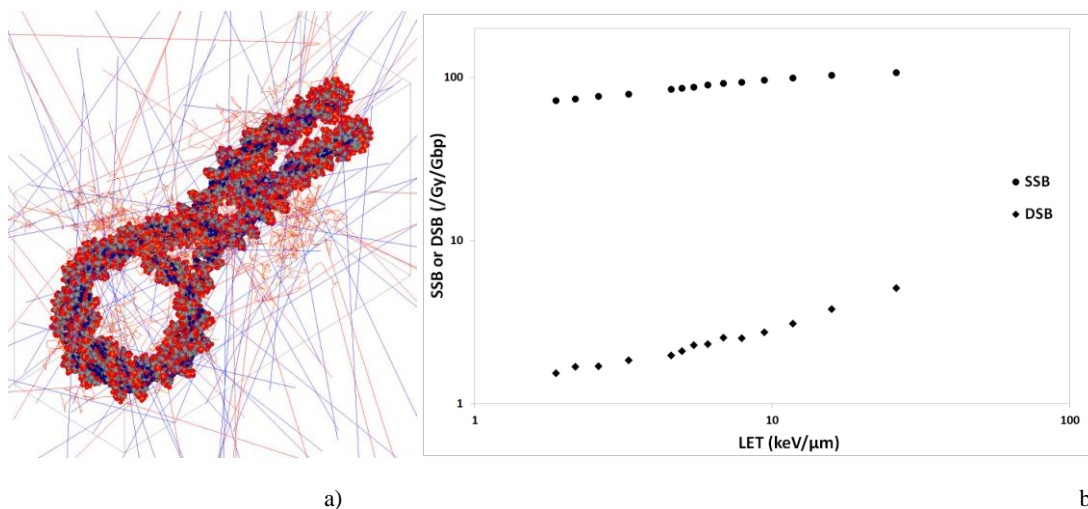 100
10
1
SSB or DSB (/Gy/Gbp)
SSB
DSB
1
10
100
LET (keV/μm)
a)
b